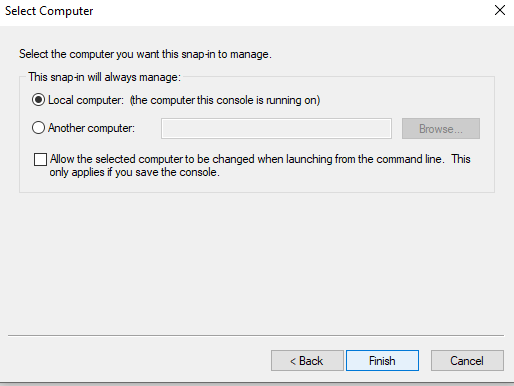 Select Computer
Select the computer you want this snap-in to manage.
This snap-in will always manage:
Local computer:  (the computer this console is running on)
Another computer:
Browse...
Allow the selected computer to be changed when launching from the command line.  This
only applies if you save the console.
< Back
Finish
Cancel